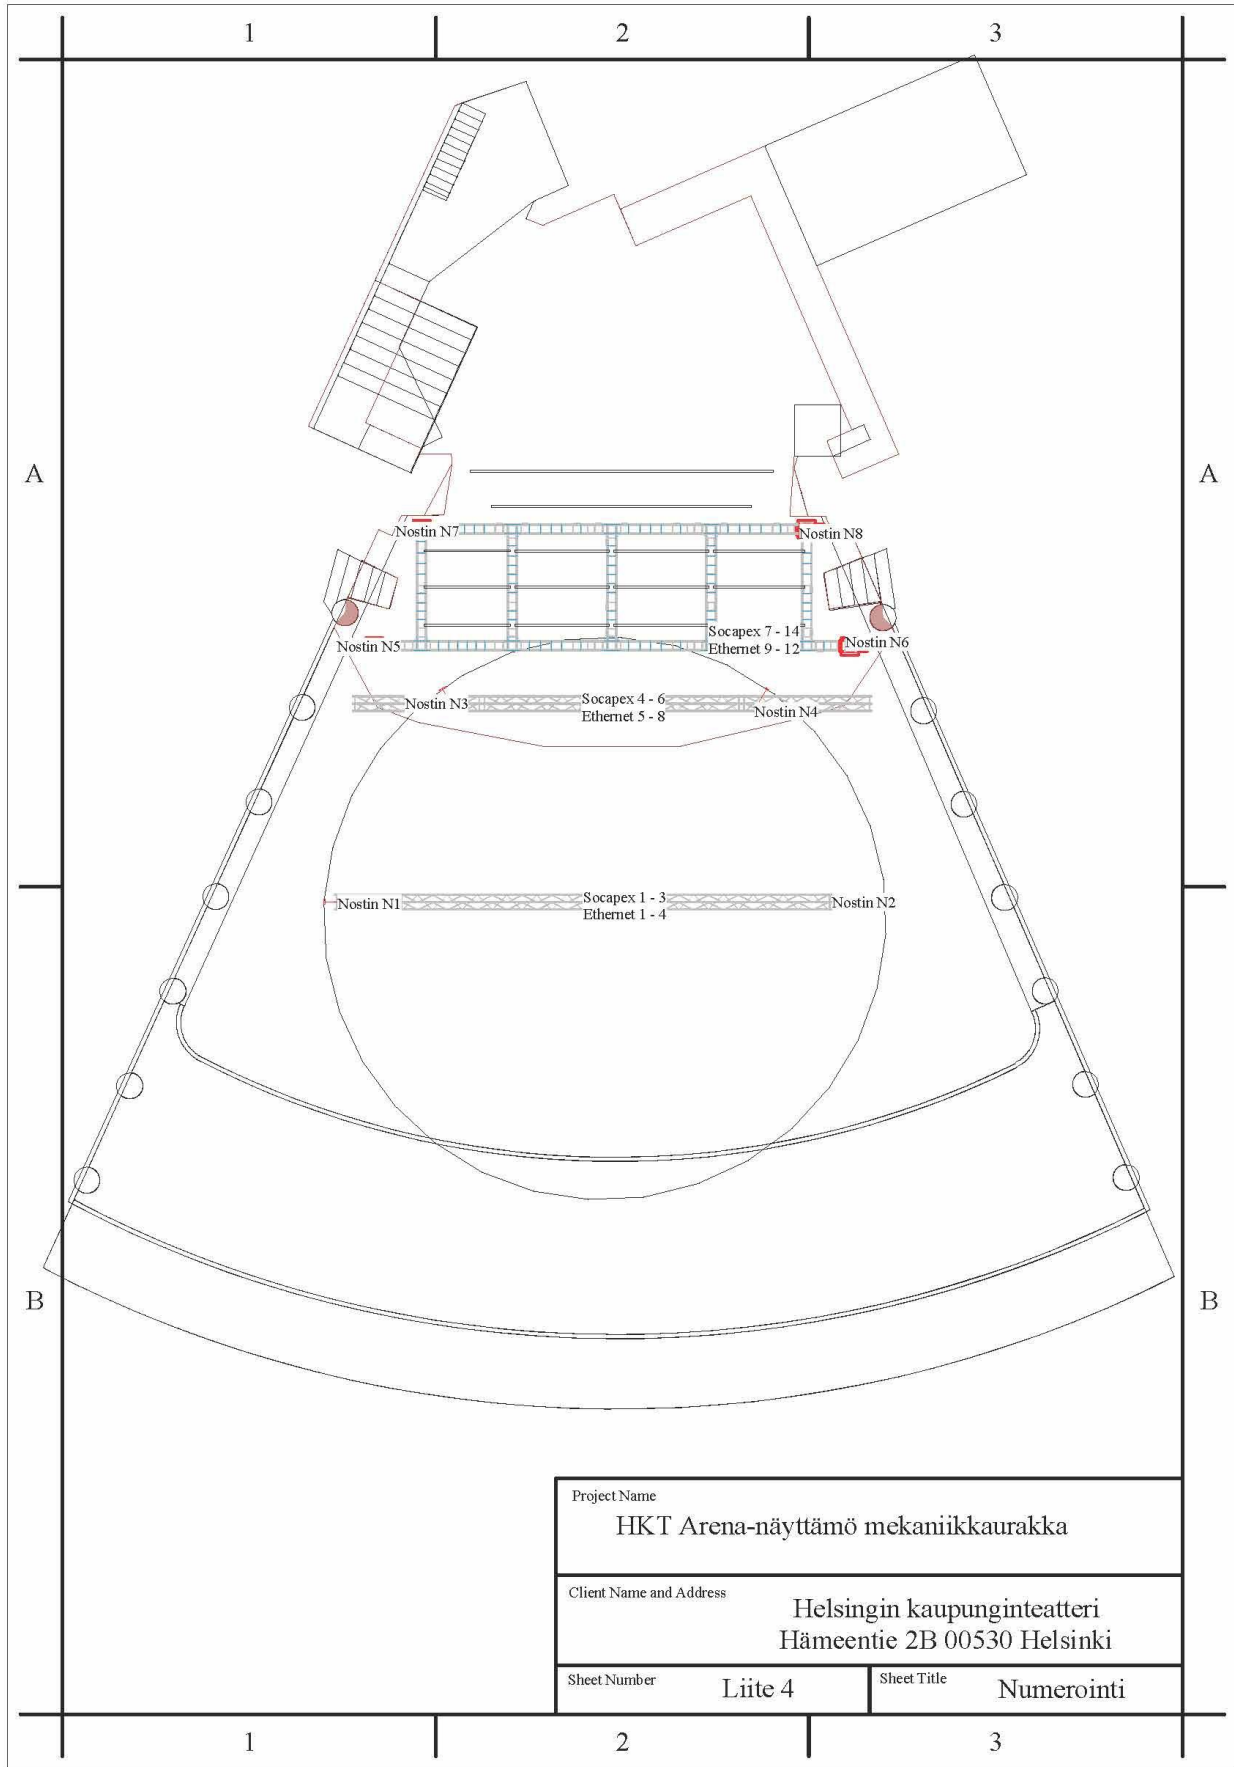 1 2 3
A A
Nostin N7 Nostin N8
Socapex 7 - 14
Nostin N5 Ethernet 9 - 12 Nostin N6
Nostin N3 Socapex 4 - 6 Nostin N4
Ethernet 5 - 8
Nostin N1 Socapex 1 - 3 Nostin N2
Ethernet 1 - 4
B B
Project Name
HKT Arena-näyttämö mekaniikkaurakka
Client Name and Address
Helsingin kaupunginteatteri
Hämeentie 2B 00530 Helsinki
Sheet Number Liite 4 Sheet Title Numerointi
1 2 3